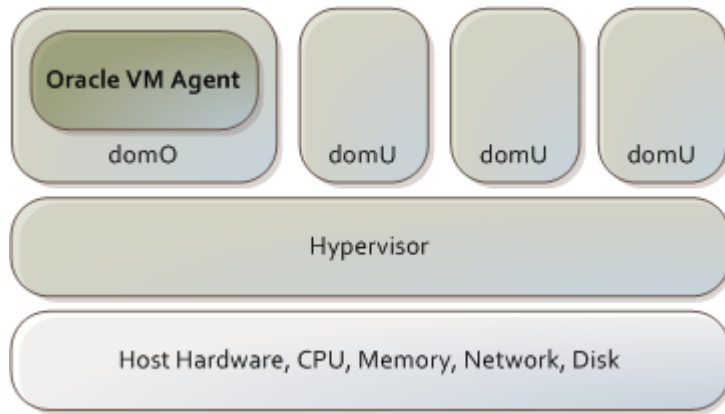 Oracle VM Agent
domO
domU
domU
domU
Hypervisor
Host Hardware, CPU, Memory, Network, Disk